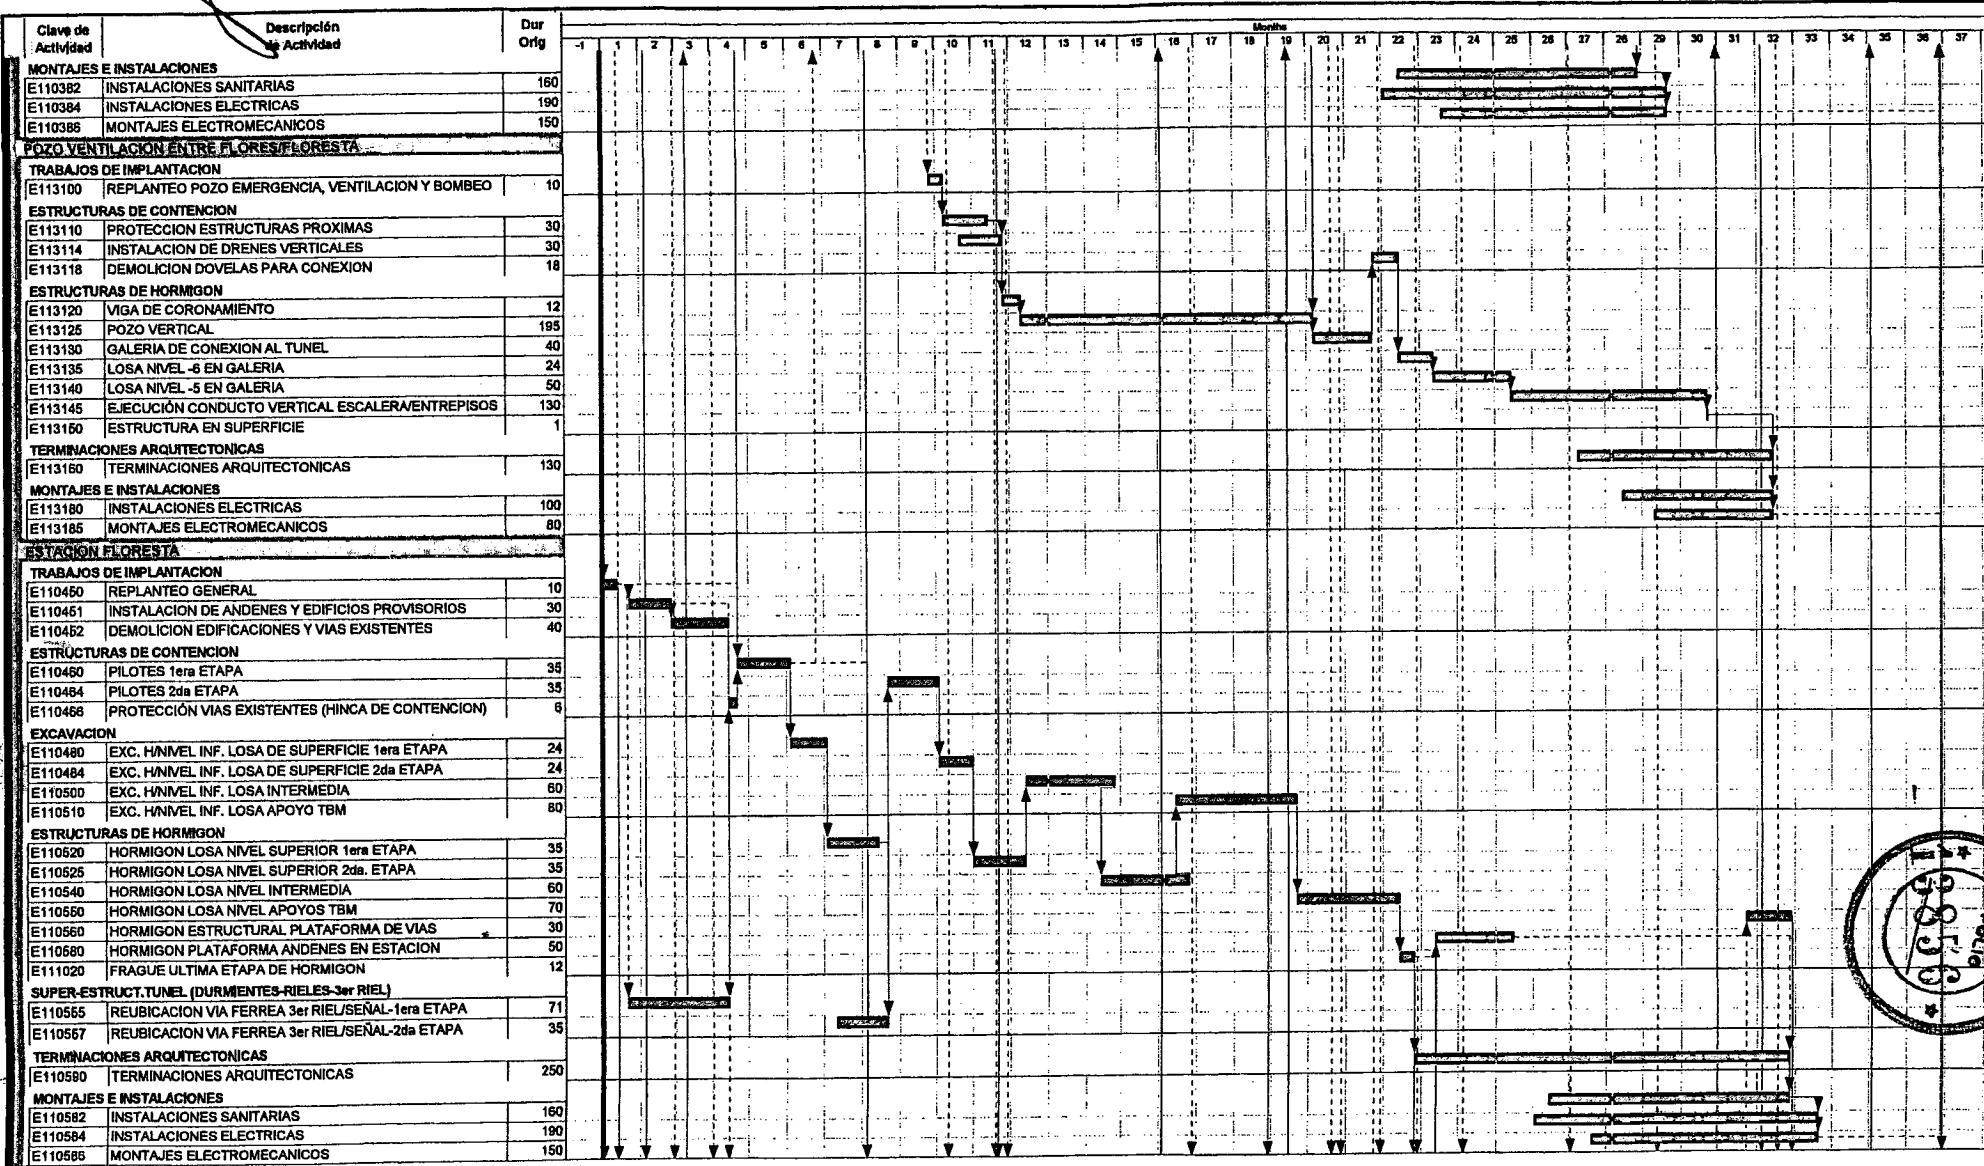 Clave de Actividad Descripción de Actividad Dur Orig
Months
-1 1 2 3 4 5 6 7 8 9 10 11 12 13 14 15 16 17 18 19 20 21 22 23 24 25 26 27 28 29 30 31 32 33 34 35 36 37
MONTAJES E INSTALACIONES
E110382 INSTALACIONES SANITARIAS 160
E110384 INSTALACIONES ELECTRICAS 190
E110386 MONTAJES ELECTROMECANICOS 150
POZO VENTILACION ENTRE FLORES/FLORESTA
TRABAJOS DE IMPLANTACION
E113100 REPLANTEO POZO EMERGENCIA, VENTILACION Y BOMBEO 10
ESTRUCTURAS DE CONTENCION
E113110 PROTECCION ESTRUCTURAS PROXIMAS 30
E113114 INSTALACION DE DRENES VERTICALES 30
E113118 DEMOLICION DOVELAS PARA CONEXION 18
ESTRUCTURAS DE HORMIGON
E113120 VIGA DE CORONAMIENTO 12
E113125 POZO VERTICAL 195
E113130 GALERIA DE CONEXION AL TUNEL 40
E113135 LOSA NIVEL -6 EN GALERIA 24
E113140 LOSA NIVEL -5 EN GALERIA 50
E113145 EJECUCIÓN CONDUCTO VERTICAL ESCALERA/ENTREPISOS 130
E113150 ESTRUCTURA EN SUPERFICIE 1
TERMINACIONES ARQUITECTONICAS
E113160 TERMINACIONES ARQUITECTONICAS 130
MONTAJES E INSTALACIONES
E113180 INSTALACIONES ELECTRICAS 100
E113185 MONTAJES ELECTROMECANICOS 80
ESTACION FLORESTA
TRABAJOS DE IMPLANTACION
E110450 REPLANTEO GENERAL 10
E110451 INSTALACION DE ANDENES Y EDIFICIOS PROVISORIOS 30
E110452 DEMOLICION EDIFICACIONES Y VIAS EXISTENTES 40
ESTRUCTURAS DE CONTENCION
E110460 PILOTES 1era ETAPA 35
E110464 PILOTES 2da ETAPA 35
E110466 PROTECCIÓN VIAS EXISTENTES (HINCA DE CONTENCION) 6
EXCAVACION
E110480 EXC. H/NIVEL INF. LOSA DE SUPERFICIE 1era ETAPA 24
E110484 EXC. H/NIVEL INF. LOSA DE SUPERFICIE 2da ETAPA 24
E110500 EXC. H/NIVEL INF. LOSA INTERMEDIA 60
E110510 EXC. H/NIVEL INF. LOSA APOYO TBM 80
ESTRUCTURAS DE HORMIGON
E110520 HORMIGON LOSA NIVEL SUPERIOR 1era ETAPA 35
E110525 HORMIGON LOSA NIVEL SUPERIOR 2da. ETAPA 35
E110540 HORMIGON LOSA NIVEL INTERMEDIA 60
E110550 HORMIGON LOSA NIVEL APOYOS TBM 70
E110560 HORMIGON ESTRUCTURAL PLATAFORMA DE VIAS 30
E110580 HORMIGON PLATAFORMA ANDENES EN ESTACION 50
E111020 FRAGUE ULTIMA ETAPA DE HORMIGON 12
SUPER-ESTRUCT.TUNEL (DURMIENTES-RIELES-3er RIEL)
E110555 REUBICACION VIA FERREA 3er RIEL/SEÑAL-1era ETAPA 71
E110557 REUBICACION VIA FERREA 3er RIEL/SEÑAL-2da ETAPA 35
TERMINACIONES ARQUITECTONICAS
E110590 TERMINACIONES ARQUITECTONICAS 250
MONTAJES E INSTALACIONES
E110582 INSTALACIONES SANITARIAS 160
E110584 INSTALACIONES ELECTRICAS 190
E110586 MONTAJES ELECTROMECANICOS 150